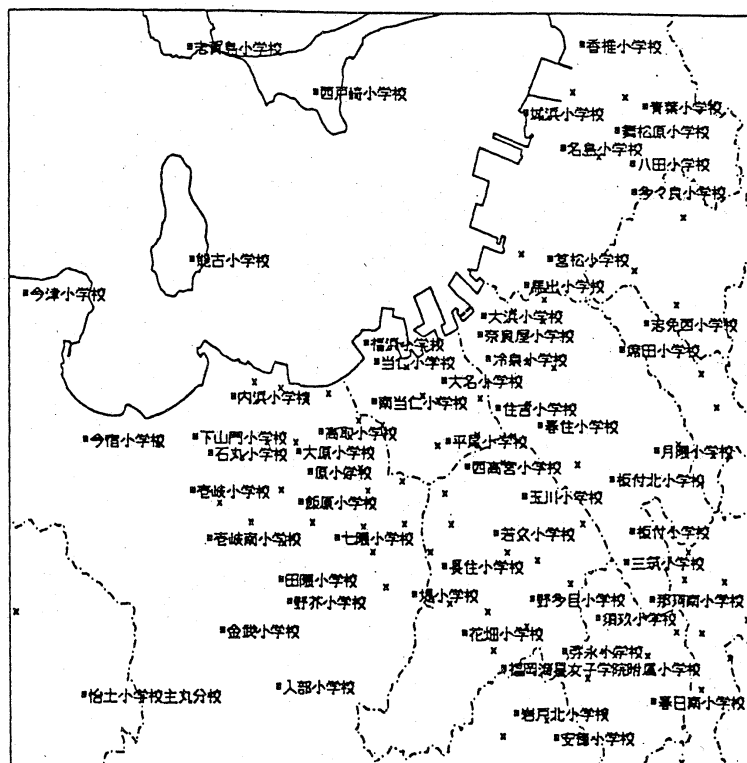 志賀島小学校
香椎小学校
西戸崎小学校
城浜小学校
青葉小学校
舞松原小学校
名島小学校
八田小学校
多々良小学校
能古小学校
筥松小学校
馬出小学校
今津小学校
大浜小学校
志免西小学校
奈良屋小学校
福浜小学校
席田小学校
当仁小学校
冷泉小学校
大名小学校
内浜小学校
南当仁小学校
住吉小学校
春住小学校
高取小学校
下山門小学校
今宿小学校
平尾小学校
石丸小学校
大原小学校
月隈小学校
西高宮小学校
原小学校
板付北小学校
壱岐小学校
飯原小学校
玉川小学校
壱岐南小学校
七隈小学校
若久小学校
板付小学校
長住小学校
三筑小学校
田隈小学校
野芥小学校
堤小学校
野多目小学校
那珂南小学校
須玖小学校
金武小学校
花畑小学校
弥永小学校
福岡海星女子学院附属小学校
怡土小学校主丸分校
入部小学校
春日南小学校
岩戸北小学校
安徳小学校